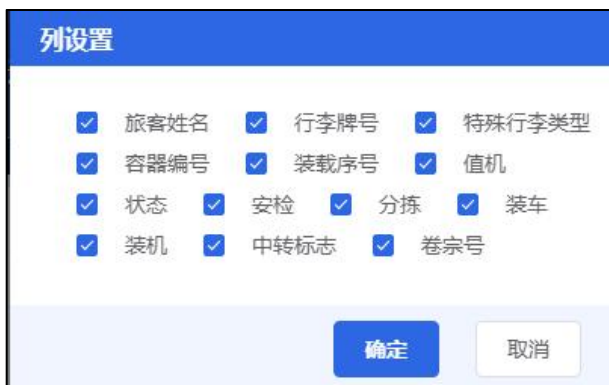 列设置
旅客姓名 行李牌号 特殊行李类型
容器编号 装载序号 值机
状态 安检 分拣 装车
装机 中转标志 卷宗号
确定 取消